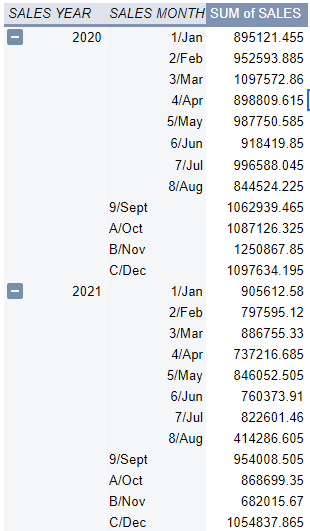 SALES YEAR SALES MONTH SUM of SALES
2020 1/Jan 895121.455
2/Feb 952593.885
3/Mar 1097572.86
4/Apr 898809.615
5/May 987750.585
6/Jun 918419.85
7/Jul 996588.045
8/Aug 844524.225
9/Sept 1062939.465
A/Oct 1087126.325
B/Nov 1250867.85
C/Dec 1097634.195
2021 1/Jan 905612.58
2/Feb 797595.12
3/Mar 886755.33
4/Apr 737216.685
5/May 846052.505
6/Jun 760373.91
7/Jul 822601.46
8/Aug 414286.605
9/Sept 954008.505
A/Oct 868699.35
B/Nov 682015.67
C/Dec 1054837.865